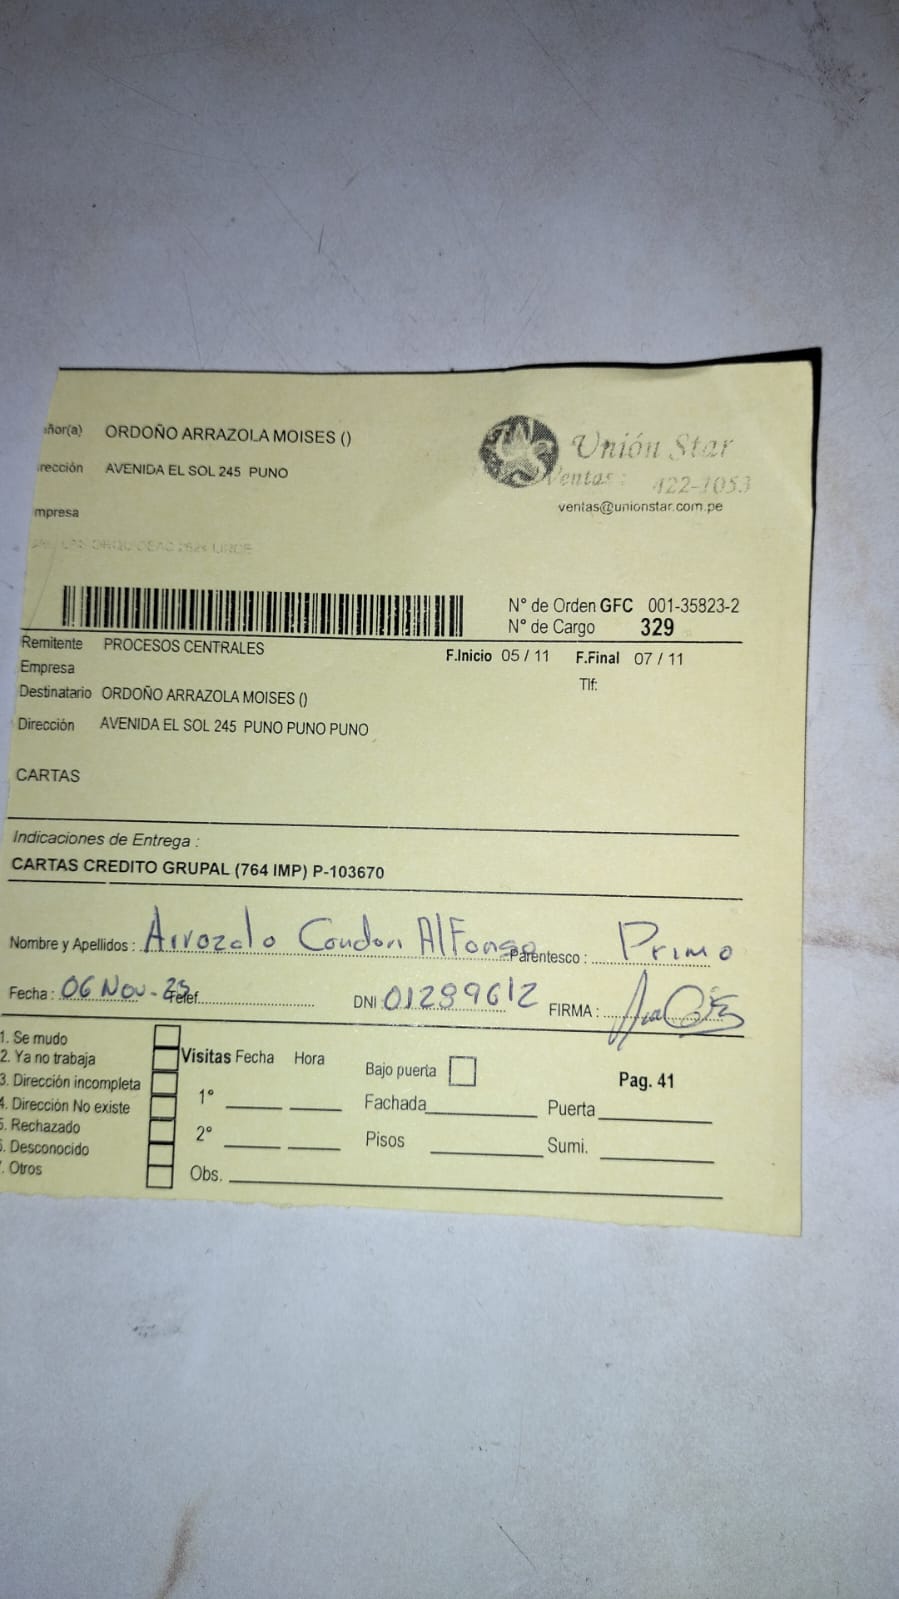 ñor(a) ORDOÑO ARRAZOLA MOISES ()
rección AVENIDA EL SOL 245 PUNO
mpresa
Unión Star
Ventas: 422-1053
ventas@unionstar.com.pe
N° de Orden GFC 001-35823-2
N° de Cargo 329
Remitente PROCESOS CENTRALES
F.Inicio 05 / 11 F.Final 07 / 11
Empresa
Tlf:
Destinatario ORDOÑO ARRAZOLA MOISES ()
Dirección AVENIDA EL SOL 245 PUNO PUNO PUNO
CARTAS
Indicaciones de Entrega :
CARTAS CREDITO GRUPAL (764 IMP) P-103670
Nombre y Apellidos : Arrozolo Condon Alfonso Parentesco : Primo
Fecha : 06 Nov - 25 Telef. DNI 01289612 FIRMA :
1. Se mudo
2. Ya no trabaja
3. Dirección incompleta
4. Dirección No existe
5. Rechazado
6. Desconocido
7. Otros
Visitas Fecha Hora
1°
2°
Obs.
Bajo puerta
Fachada Puerta
Pisos Sumi.
Pag. 41